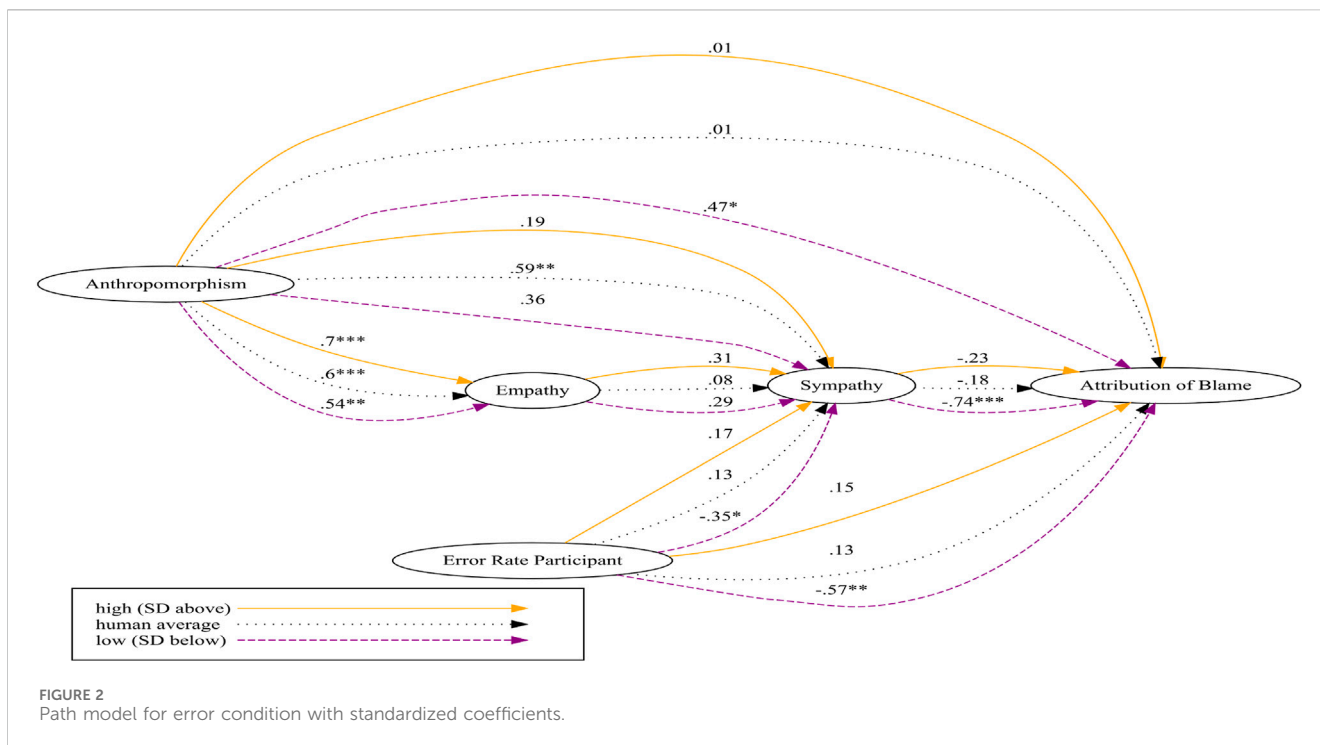 .01
.01
.47*
.19
.59**
Anthropomorphism
.36
.7***
.6***
.54**
Empathy
.31
.08
.29
Sympathy
-.23
-.18
-.74***
Attribution of Blame
.17
.13
-.35*
.15
.13
-.57**
Error Rate Participant
high (SD above)
human average
low (SD below)
FIGURE 2
Path model for error condition with standardized coefficients.